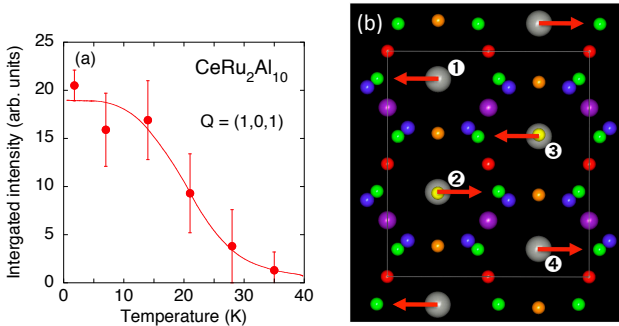 (a)
CeRu₂Al₁₀
Q = (1,0,1)
Intergated intensity (arb. units)
25
20
15
10
5
0
0
10
20
30
40
Temperature (K)
(b)
1
3
2
4